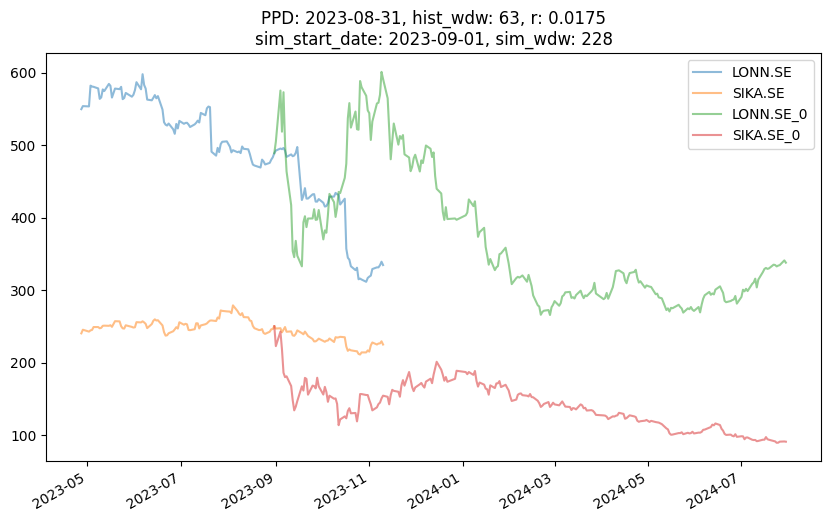 PPD: 2023-08-31, hist_wdw: 63, r: 0.0175
sim_start_date: 2023-09-01, sim_wdw: 228
LONN.SE
SIKA.SE
LONN.SE_0
SIKA.SE_0
600
500
400
300
200
100
2023-05
2023-07
2023-09
2023-11
2024-01
2024-03
2024-05
2024-07